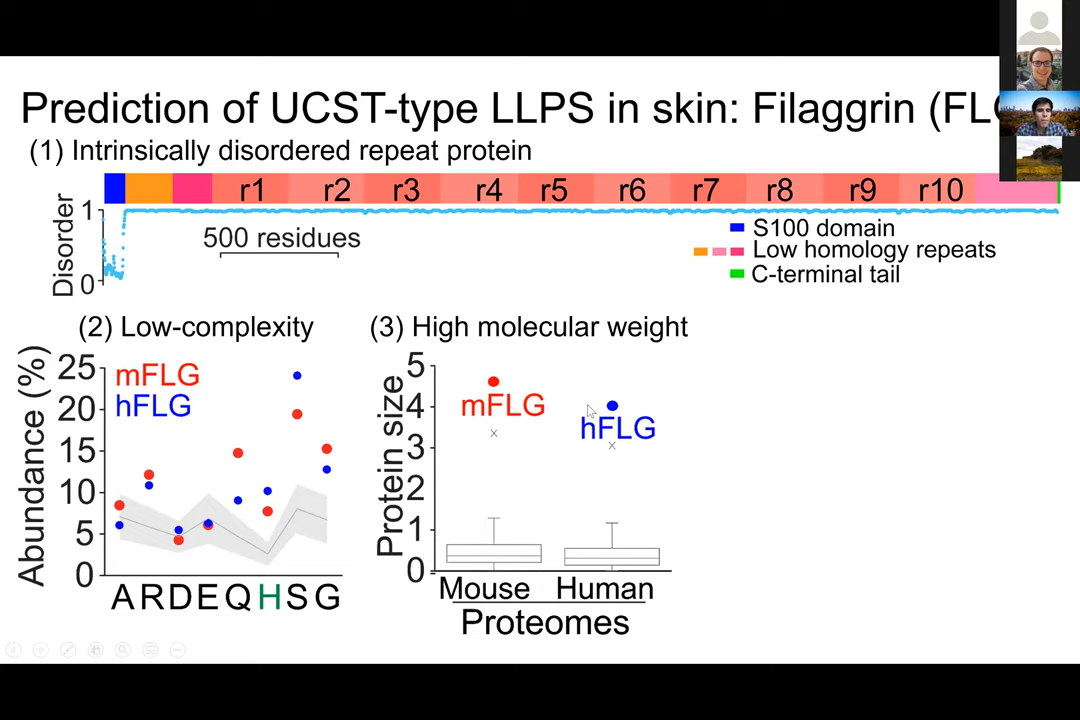 Prediction of UCST-type LLPS in skin: Filaggrin (FL
(1) Intrinsically disordered repeat protein
r1 r2 r3 r4 r5 r6 r7 r8 r9 r10
Disorder
1
0
500 residues
S100 domain
Low homology repeats
C-terminal tail
(2) Low-complexity
Abundance (%)
25
20
15
10
5
0
mFLG
hFLG
A R D E Q H S G
(3) High molecular weight
Protein size
5
4
3
2
1
0
mFLG
hFLG
Mouse Human
Proteomes